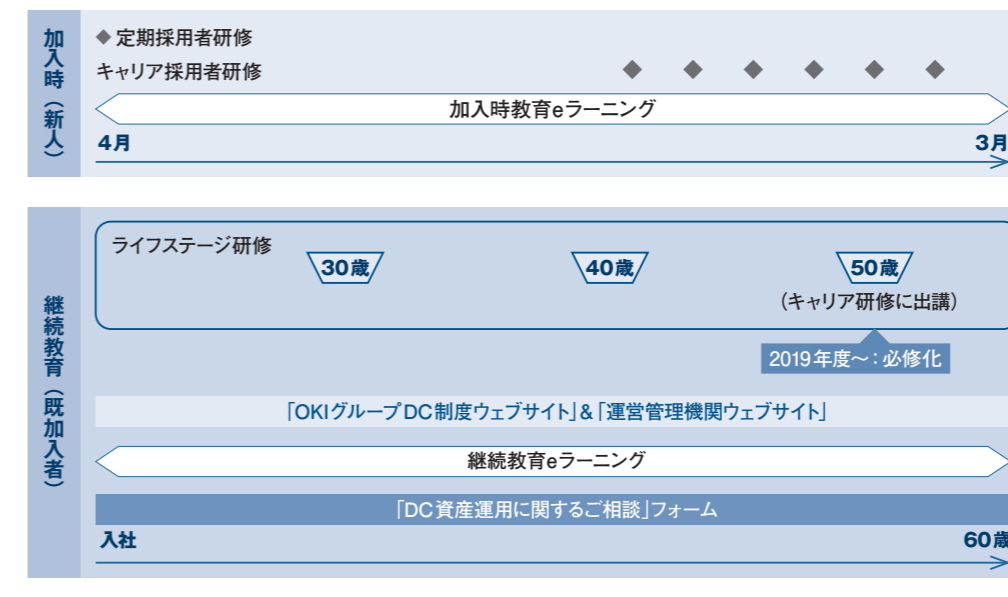 加入時（新人）
◆ 定期採用者研修
キャリア採用者研修 ◆ ◆ ◆ ◆ ◆ ◆
加入時教育eラーニング
4月 3月
継続教育（既加入者）
ライフステージ研修
30歳 40歳 50歳
（キャリア研修に出講）
2019年度～：必修化
「OKIグループDC制度ウェブサイト」＆「運営管理機関ウェブサイト」
継続教育eラーニング
「DC資産運用に関するご相談」フォーム
入社 60歳